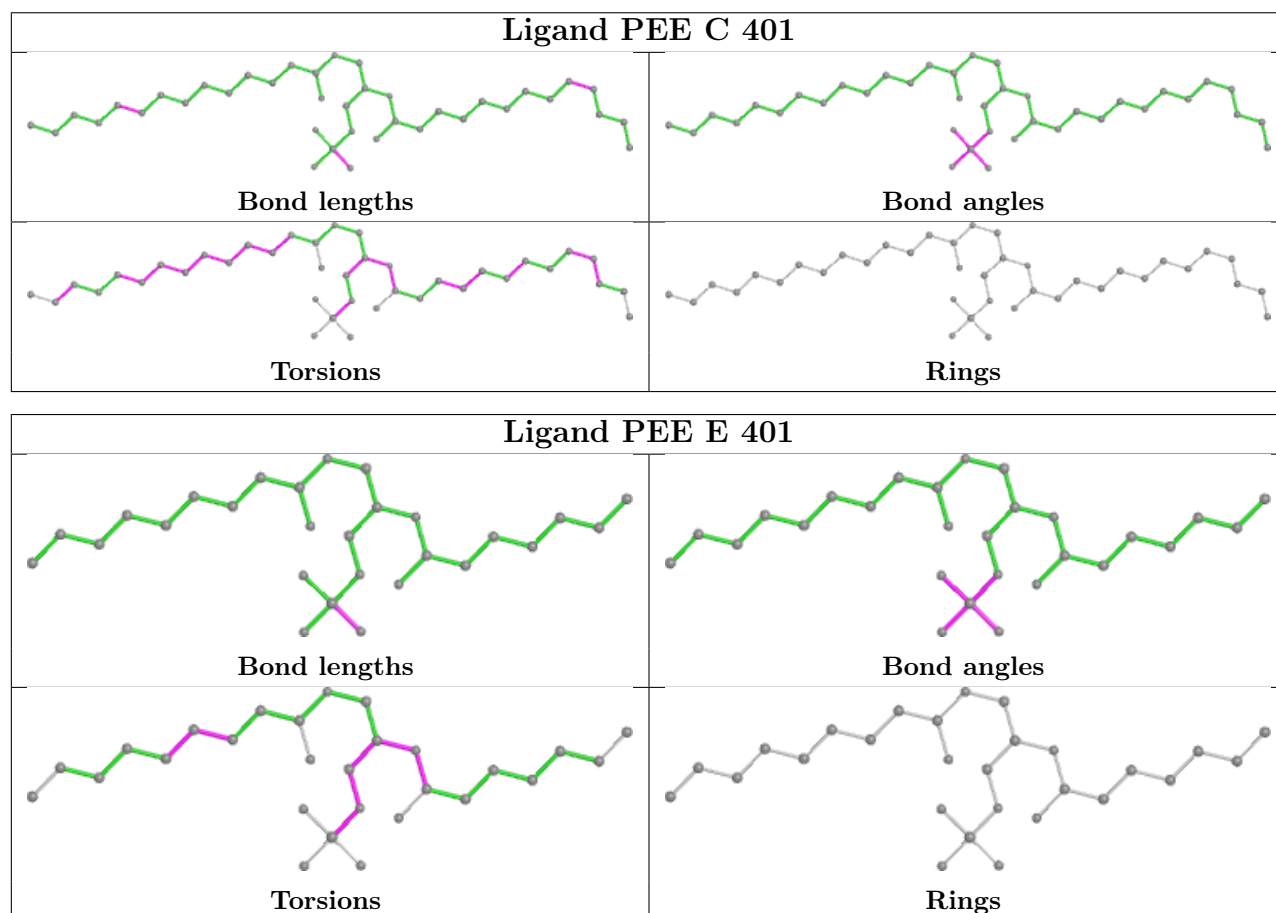 Ligand PEE C 401
Bond lengths
Bond angles
Torsions
Rings
Ligand PEE E 401
Bond lengths
Bond angles
Torsions
Rings